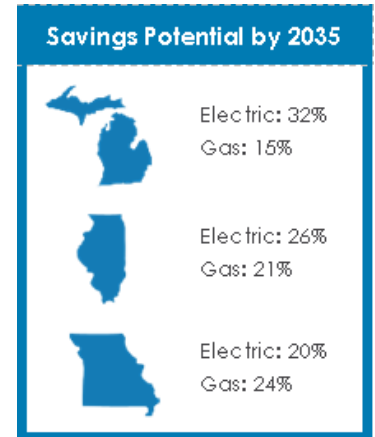 Savings Potential by 2035
Electric: 32%
Gas: 15%
Electric: 26%
Gas: 21%
Electric: 20%
Gas: 24%